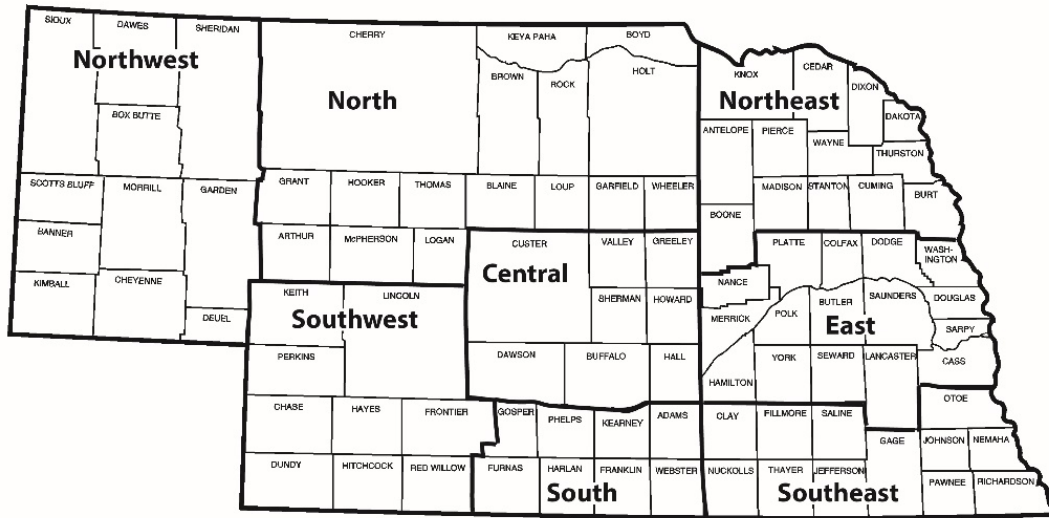 SIOUX
DAWES
SHERIDAN
Northwest
BOX BUTTE
SCOTTS BLUFF
MORRILL
GARDEN
BANNER
KIMBALL
CHEYENNE
DEUEL
CHERRY
KEYA PAHA
BOYD
BROWN
ROCK
HOLT
North
GRANT
HOOKER
THOMAS
BLAINE
LOUP
GARFIELD
WHEELER
ARTHUR
McPHERSON
LOGAN
KNOX
CEDAR
DIXON
DAKOTA
Northeast
ANTELOPE
PIERCE
WAYNE
THURSTON
MADISON
STANTON
CUMING
BURT
BOONE
CUSTER
VALLEY
GREELEY
Central
SHERMAN
HOWARD
DAWSON
BUFFALO
HALL
PLATTE
COLFAX
DODGE
WASH-
INGTON
NANCE
MERRICK
POLK
BUTLER
SAUNDERS
DOUGLAS
East
SARPY
YORK
SEWARD
LANCASTER
CASS
HAMILTON
KEITH
LINCOLN
Southwest
PERKINS
CHASE
HAYES
FRONTIER
DUNDY
HITCHCOCK
RED WILLOW
GOSPER
PHELPS
KEARNEY
ADAMS
FURNAS
HARLAN
FRANKLIN
WEBSTER
South
CLAY
FILLMORE
SALINE
GAGE
OTOE
JOHNSON
NEMAHA
NUCKOLLS
THAYER
JEFFERSON
PAWNEE
RICHARDSON
Southeast